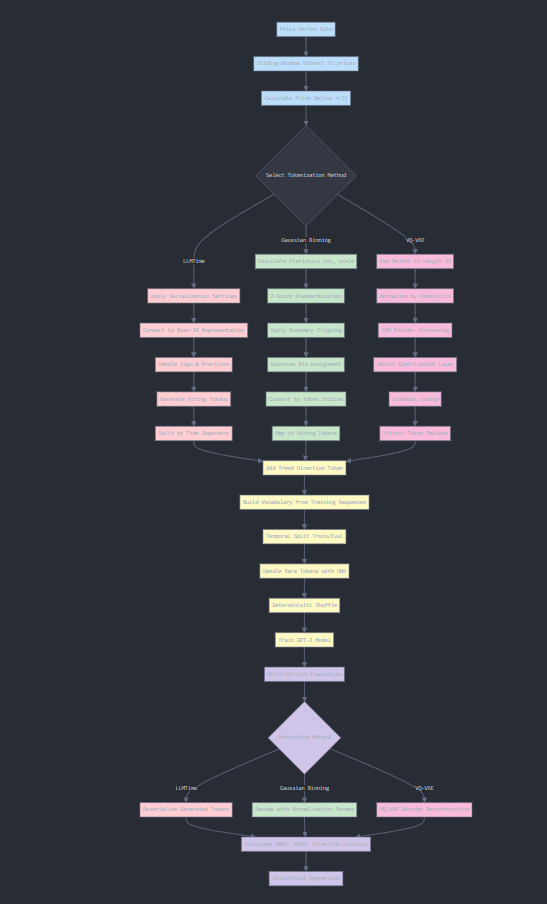 Price Series Data
Sliding Window Extract 32 prices
Calculate Price Deltas n=31
Select Tokenization Method
Gaussian Binning
VQ-VAE
LLMTime
Calculate Statistics loc, scale
Pad Deltas to Length 32
Apply Serialization Settings
Z-Score Standardization
Normalize by Statistics
Convert to Base-10 Representation
Apply Boundary Clipping
CNN Encoder Processing
Handle Sign & Precision
Gaussian Bin Assignment
Vector Quantization Layer
Generate String Tokens
Convert to Token Indices
Codebook Lookup
Split by Time Separator
Map to String Tokens
Extract Token Indices
Add Trend Direction Token
Build Vocabulary from Training Sequences
Temporal Split Train/Eval
Handle Rare Tokens with UNK
Deterministic Shuffle
Train GPT-2 Model
Multi-Horizon Evaluation
Prediction Method
LLMTime
Gaussian Binning
VQ-VAE
Deserialize Generated Tokens
Decode with Normalization Params
VQ-VAE Decoder Reconstruction
Calculate RMSE, MAPE, Direction Accuracy
Statistical Comparison